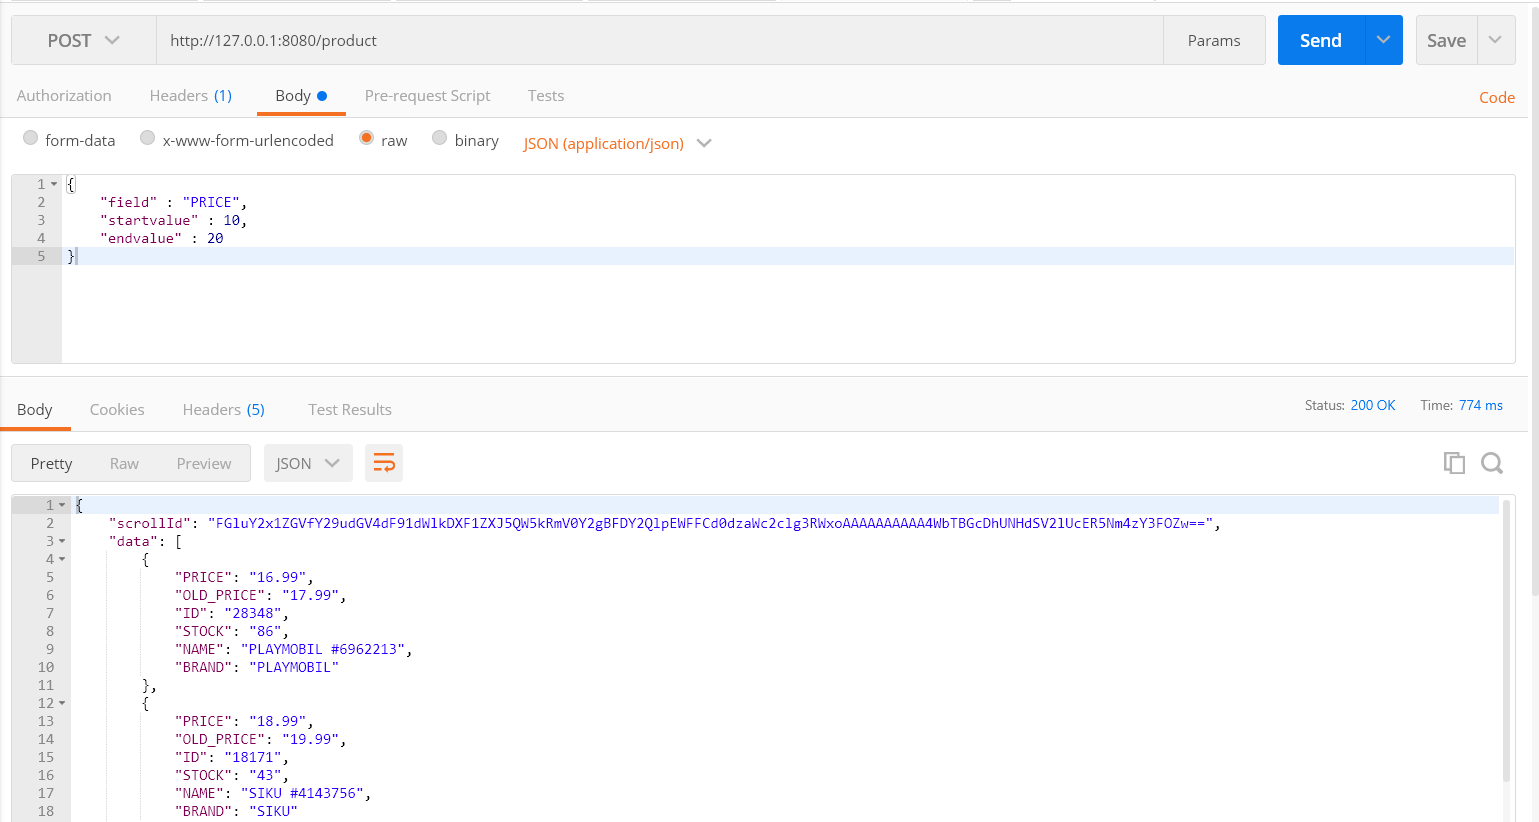 POST http://127.0.0.1:8080/product Params Send Save
Authorization Headers (1) Body Pre-request Script Tests Code
form-data x-www-form-urlencoded raw binary JSON (application/json)
1 {
2 "field" : "PRICE",
3 "startvalue" : 10,
4 "endvalue" : 20
5 }
Body Cookies Headers (5) Test Results Status: 200 OK Time: 774 ms
Pretty Raw Preview JSON
1 {
2 "scrollId": "FGluY2x1ZGVfY29udGV4dF91dWlkDXF1ZXJ5QW5kRmV0Y2gBFDY2QlpEWFFCd0dzaWc2clg3RWxoAAAAAAAAAA4WbTBGcDhUNHdSV2lUcER5Nm4zY3FOZw==",
3 "data": [
4 {
5 "PRICE": "16.99",
6 "OLD_PRICE": "17.99",
7 "ID": "28348",
8 "STOCK": "86",
9 "NAME": "PLAYMOBIL #6962213",
10 "BRAND": "PLAYMOBIL"
11 },
12 {
13 "PRICE": "18.99",
14 "OLD_PRICE": "19.99",
15 "ID": "18171",
16 "STOCK": "43",
17 "NAME": "SIKU #4143756",
18 "BRAND": "SIKU"